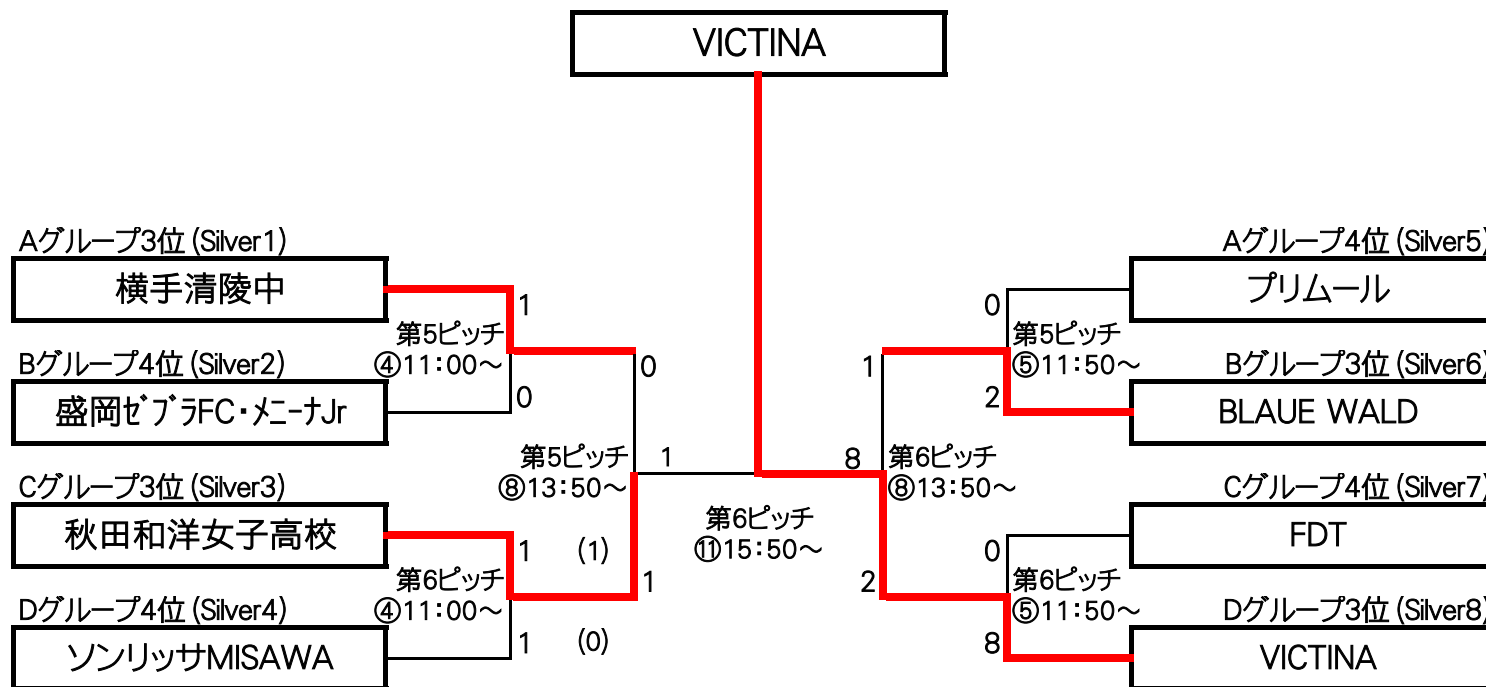 VICTINA
Aグループ3位 (Silver1)
横手清陵中
1
第5ピッチ
④11:00～
Bグループ4位 (Silver2)
0
盛岡ゼブラFC・メニーナJr
0
第5ピッチ
⑧13:50～
1
Cグループ3位 (Silver3)
秋田和洋女子高校
1
(1)
1
第6ピッチ
④11:00～
Dグループ4位 (Silver4)
ソンリッサMISAWA
1
(0)
第6ピッチ
⑪15:50～
Aグループ4位 (Silver5)
プリムール
0
第5ピッチ
⑤11:50～
1
Bグループ3位 (Silver6)
BLAUE WALD
2
8
第6ピッチ
⑧13:50～
Cグループ4位 (Silver7)
FDT
0
第6ピッチ
⑤11:50～
2
Dグループ3位 (Silver8)
VICTINA
8